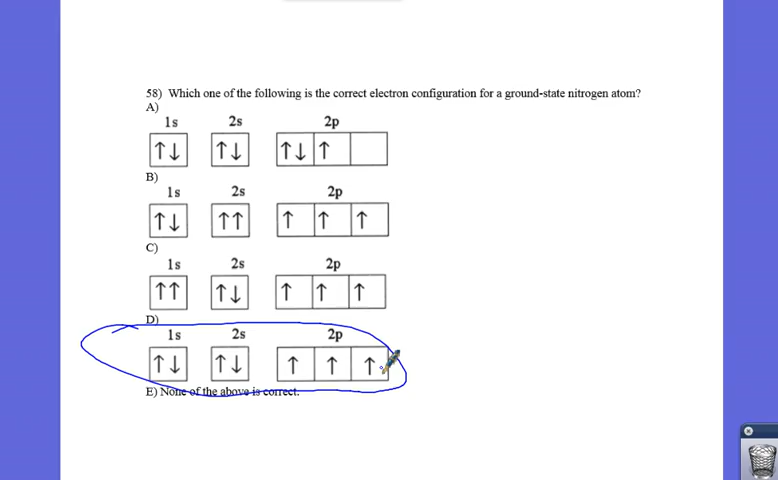 58) Which one of the following is the correct electron configuration for a ground-state nitrogen atom?
A)
1s 2s 2p
↑↓ ↑↓ ↑↓ ↑
B)
1s 2s 2p
↑↓ ↑↑ ↑ ↑ ↑
C)
1s 2s 2p
↑↑ ↑↓ ↑ ↑ ↑
D)
1s 2s 2p
↑↓ ↑↓ ↑ ↑ ↑
E) None of the above is correct.